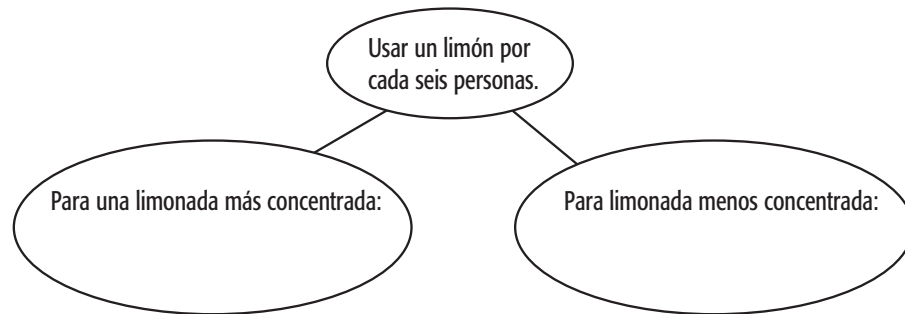 Usar un limón por
cada seis personas.
Para una limonada más concentrada:
Para limonada menos concentrada: